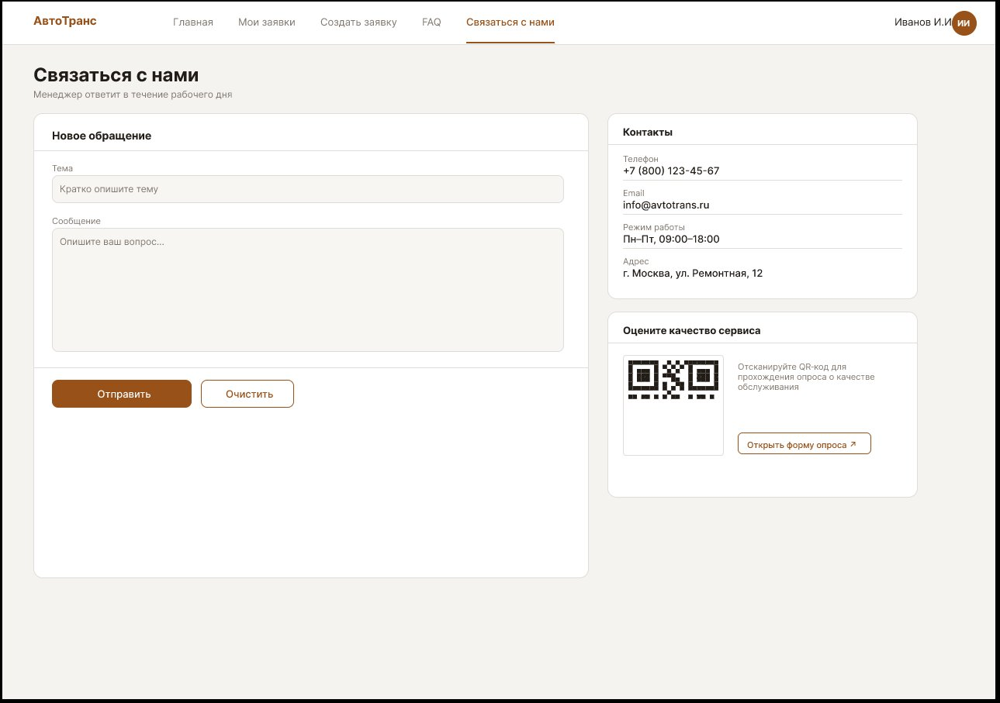 АвтоТранс
Главная
Мои заявки
Создать заявку
FAQ
Связаться с нами
Иванов И.И
ИИ
Связаться с нами
Менеджер ответит в течение рабочего дня
Новое обращение
Тема
Кратко опишите тему
Сообщение
Опишите ваш вопрос...
Отправить
Очистить
Контакты
Телефон
+7 (800) 123-45-67
Email
info@avtotrans.ru
Режим работы
Пн–Пт, 09:00–18:00
Адрес
г. Москва, ул. Ремонтная, 12
Оцените качество сервиса
Отсканируйте QR-код для
прохождения опроса о качестве
обслуживания
Открыть форму опроса ↗